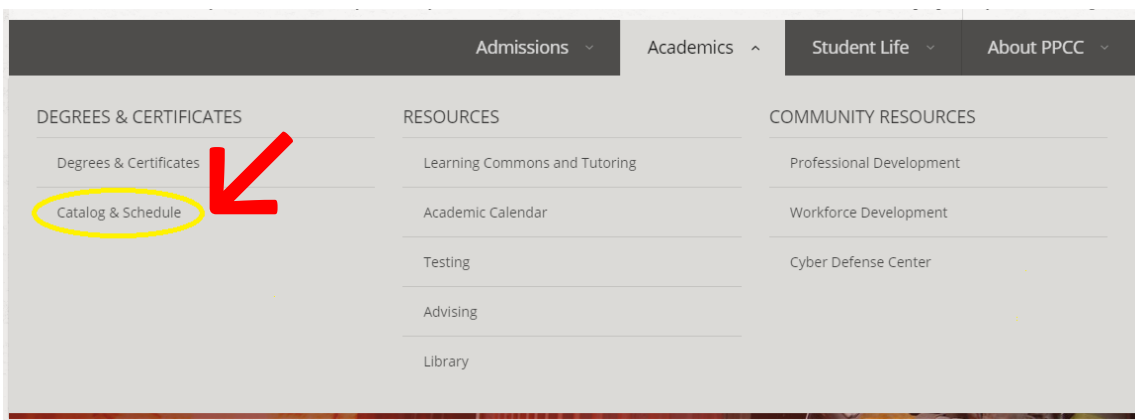 Admissions
Academics
Student Life
About PPCC
DEGREES & CERTIFICATES
Degrees & Certificates
Catalog & Schedule
RESOURCES
Learning Commons and Tutoring
Academic Calendar
Testing
Advising
Library
COMMUNITY RESOURCES
Professional Development
Workforce Development
Cyber Defense Center